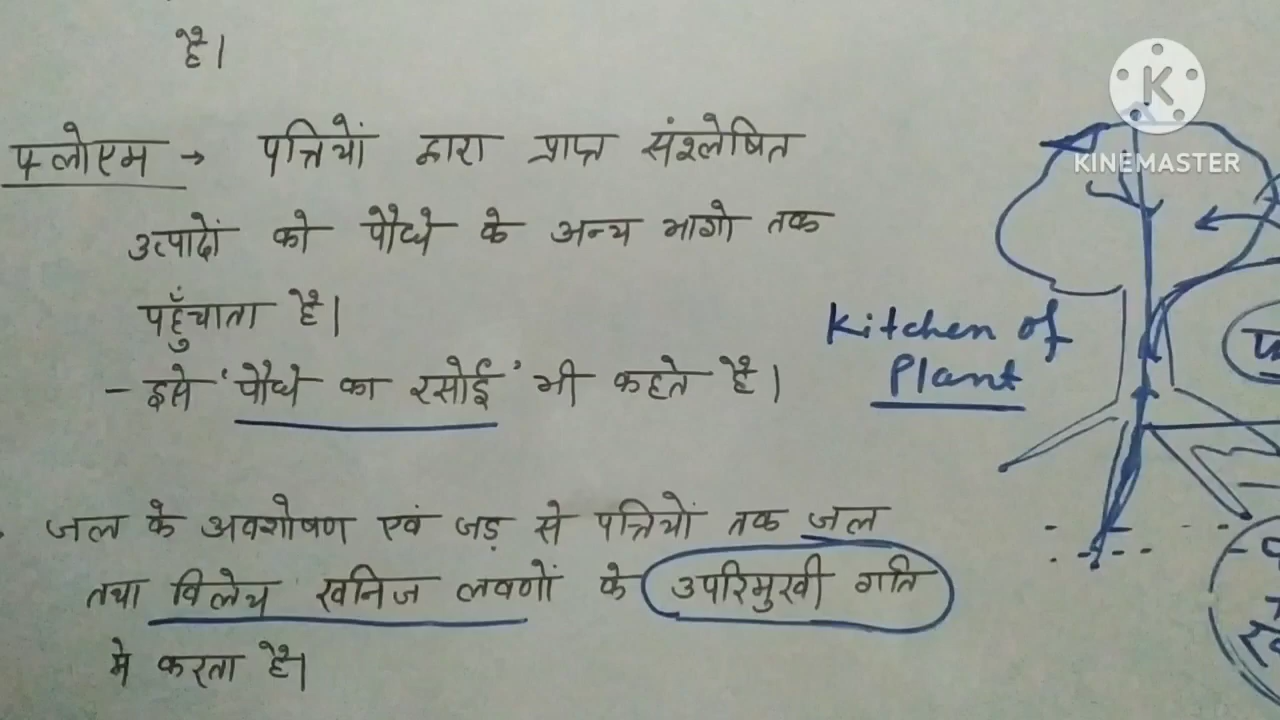 है।
फ्लोएम → पत्तियों द्वारा प्राप्त संश्लेषित
उत्पादों को पौधे के अन्य भागो तक
पहुँचाता है।
- इसे 'पौधे का रसोई' भी कहते है।
Kitchen of
Plant
जल के अवशोषण एवं जड़ से पत्तियों तक जल
तथा विलेय खनिज लवणों के उपरिमुखी गति
मे करता है।
K
KINEMASTER